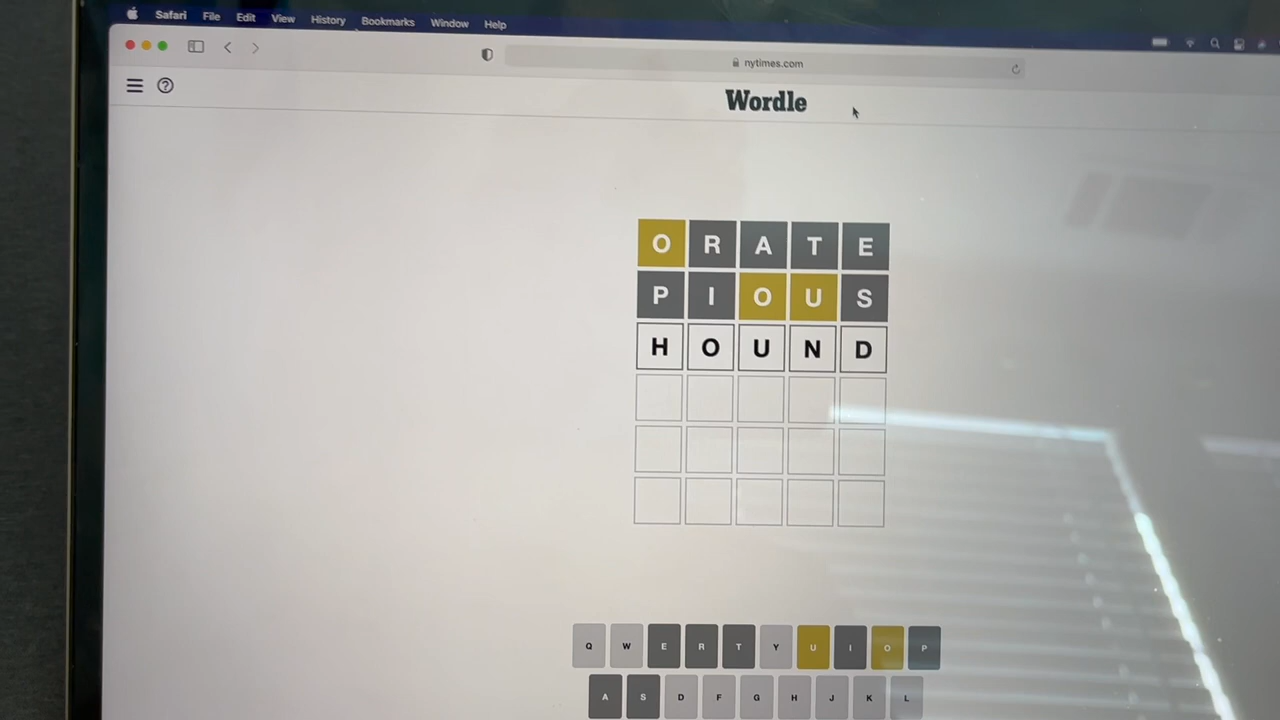 Safari File Edit View History Bookmarks Window Help
nytimes.com
Wordle
O R A T E
P I O U S
H O U N D
Q W E R T Y U I O P
A S D F G H J K L